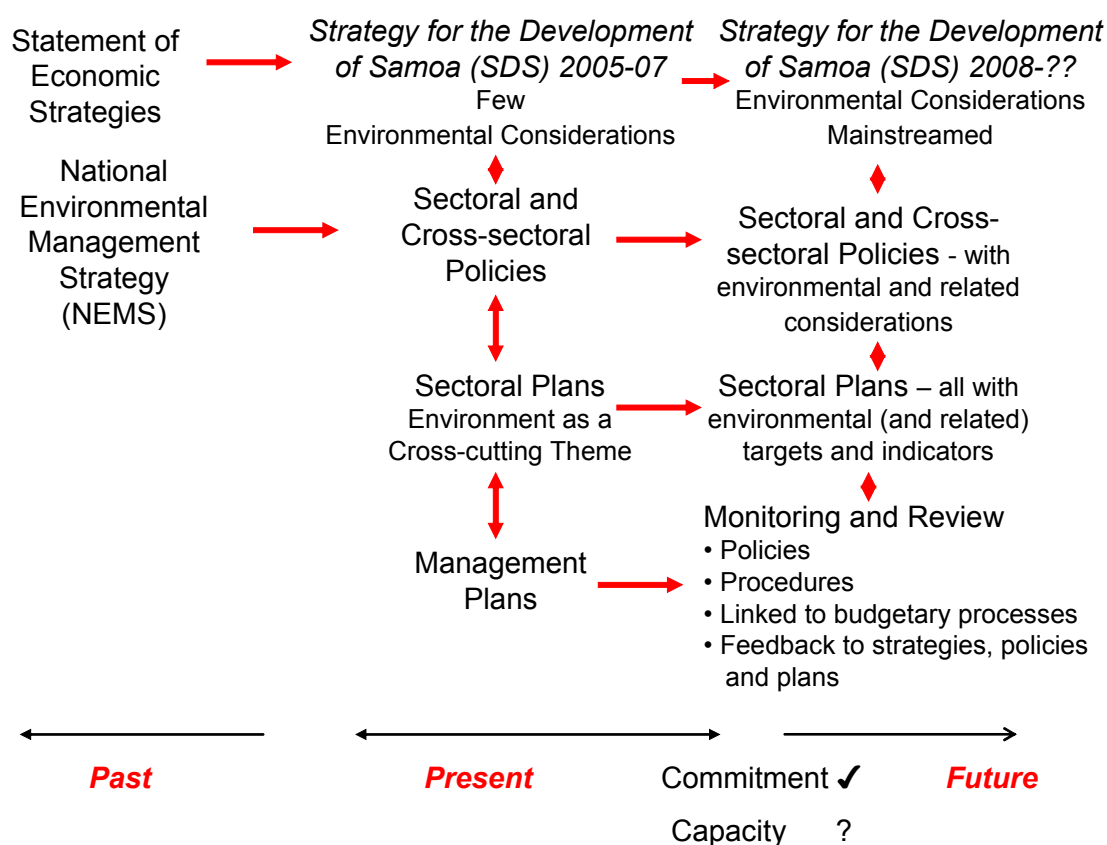 Statement of
Economic
Strategies
National
Environmental
Management
Strategy
(NEMS)
Strategy for the Development
of Samoa (SDS) 2005-07
Few
Environmental Considerations
Sectoral and
Cross-sectoral
Policies
Sectoral Plans
Environment as a
Cross-cutting Theme
Management
Plans
Strategy for the Development
of Samoa (SDS) 2008-??
Environmental Considerations
Mainstreamed
Sectoral and Cross-
sectoral Policies - with
environmental and related
considerations
Sectoral Plans – all with
environmental (and related)
targets and indicators
Monitoring and Review
• Policies
• Procedures
• Linked to budgetary processes
• Feedback to strategies, policies
and plans
Past
Present
Commitment ✓
Future
Capacity ?